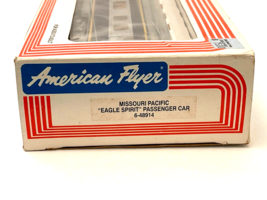 American Flyer
MISSOURI PACIFIC
"EAGLE SPIRIT" PASSENGER CAR
6-48914